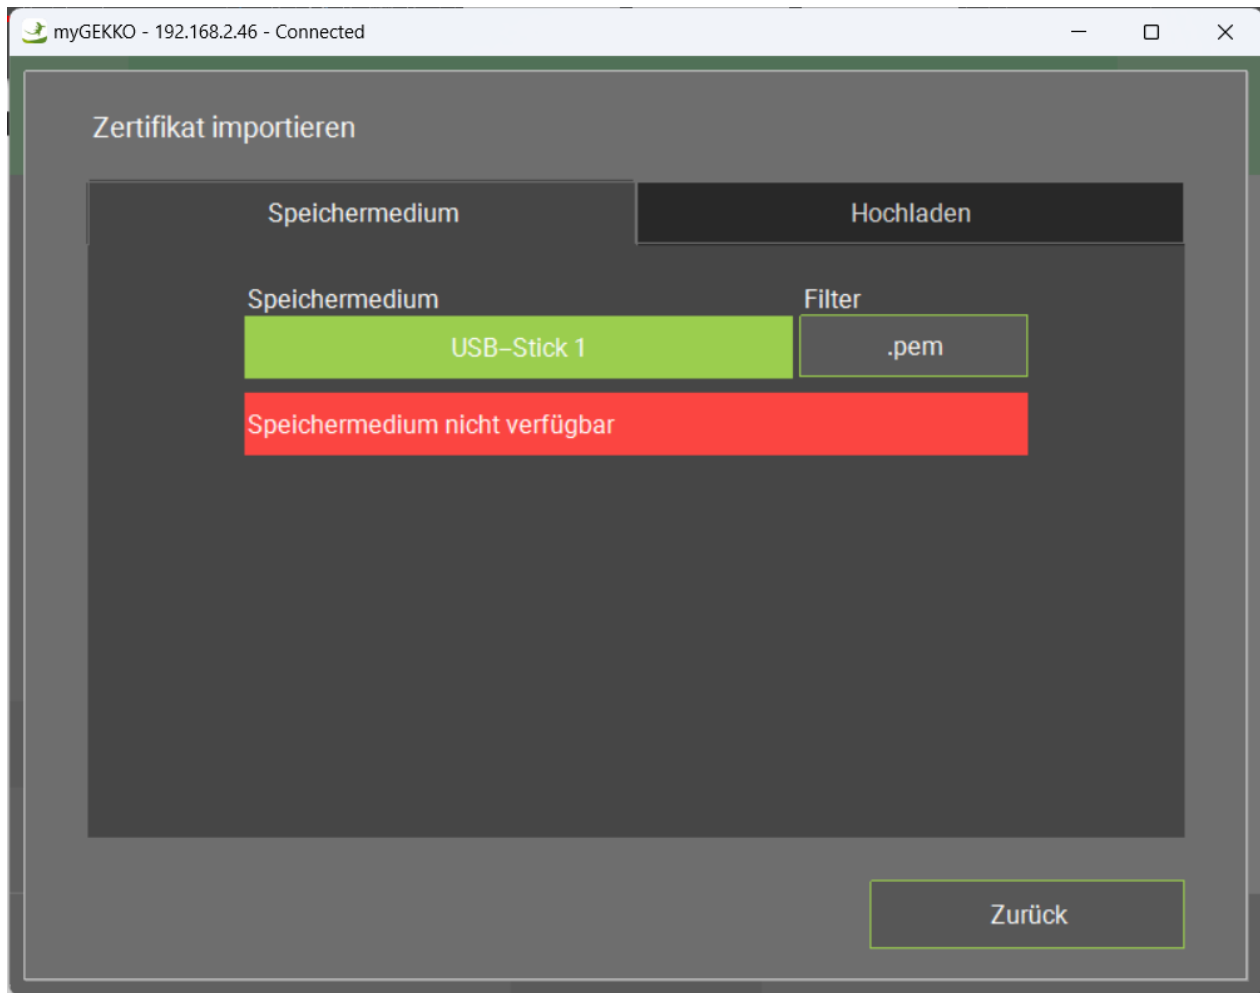 myGEKKO - 192.168.2.46 - Connected
Zertifikat importieren
Speichermedium
Hochladen
Speichermedium
Filter
USB-Stick 1
.pem
Speichermedium nicht verfügbar
Zurück